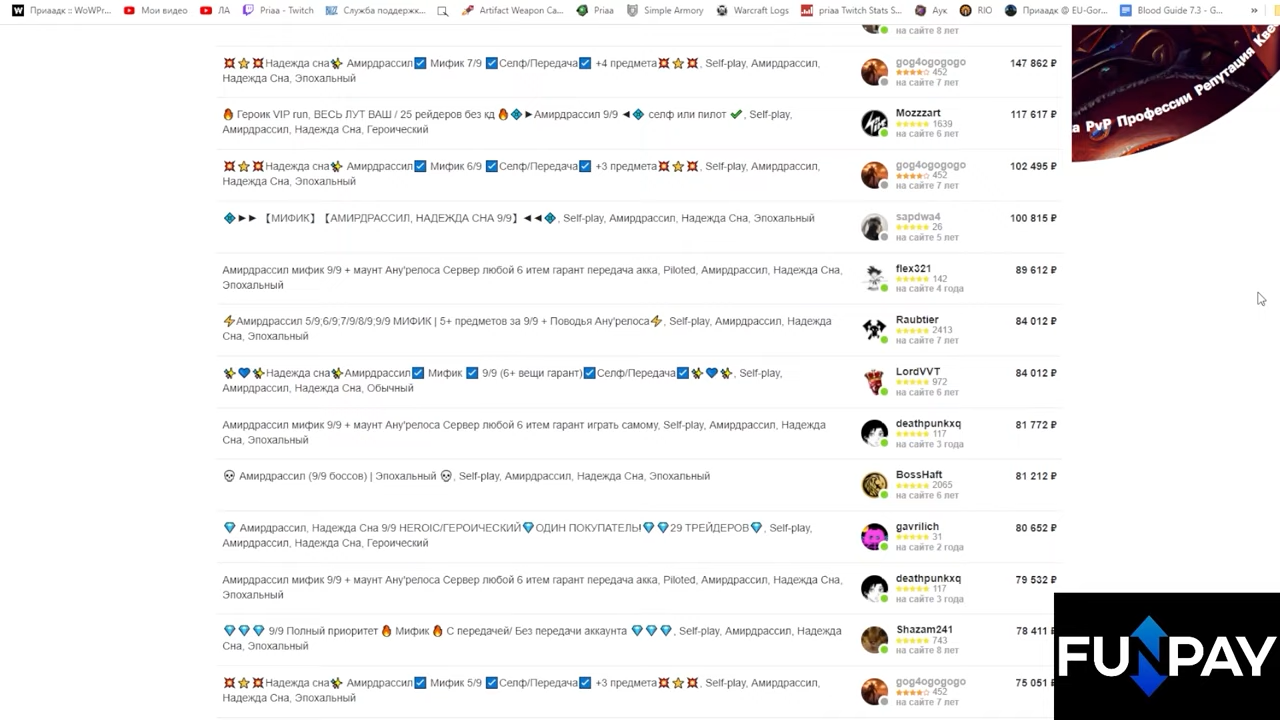 Приаадк :: WoWPr...
Мои видео
ЛА
Priaa - Twitch
Служба поддержк...
Artifact Weapon Ca...
Priaa
Simple Armory
Warcraft Logs
priaa Twitch Stats S...
Аук
RIO
Приаадк @ EU-Gor...
Blood Guide 7.3 - G...
»
на сайте 8 лет
💥⭐💥Надежда сна✨ Амирдрассил☑ Мифик 7/9 ☑Селф/Передача☑ +4 предмета💥⭐💥, Self-play, Амирдрассил,
Надежда Сна, Эпохальный
gog4ogogogo
★★★★☆ 452
на сайте 7 лет
147 862 ₽
🔥 Героик VIP run, ВЕСЬ ЛУТ ВАШ / 25 рейдеров без кд 🔥💠►Амирдрассил 9/9 ◄💠 селф или пилот ✔, Self-play,
Амирдрассил, Надежда Сна, Героический
Mozzzart
★★★★★ 1639
на сайте 6 лет
117 617 ₽
💥⭐💥Надежда сна✨ Амирдрассил☑ Мифик 6/9 ☑Селф/Передача☑ +3 предмета💥⭐💥, Self-play, Амирдрассил,
Надежда Сна, Эпохальный
gog4ogogogo
★★★★☆ 452
на сайте 7 лет
102 495 ₽
💠►► 【МИФИК】【АМИРДРАССИЛ, НАДЕЖДА СНА 9/9】◄◄💠, Self-play, Амирдрассил, Надежда Сна, Эпохальный
sapdwa4
★★★★★ 26
на сайте 5 лет
100 815 ₽
Амирдрассил мифик 9/9 + маунт Ану'релоса Сервер любой 6 итем гарант передача акка, Piloted, Амирдрассил, Надежда Сна,
Эпохальный
flex321
★★★★★ 142
на сайте 4 года
89 612 ₽
⚡Амирдрассил 5/9;6/9;7/9/8/9;9/9 МИФИК | 5+ предметов за 9/9 + Поводья Ану'релоса⚡, Self-play, Амирдрассил, Надежда
Сна, Эпохальный
Raubtier
★★★★★ 2413
на сайте 7 лет
84 012 ₽
✨💙✨Надежда сна✨Амирдрассил☑ Мифик ☑ 9/9 (6+ вещи гарант)☑Селф/Передача☑✨💙✨, Self-play,
Амирдрассил, Надежда Сна, Обычный
LordVVT
★★★★★ 972
на сайте 6 лет
84 012 ₽
Амирдрассил мифик 9/9 + маунт Ану'релоса Сервер любой 6 итем гарант играть самому, Self-play, Амирдрассил, Надежда
Сна, Эпохальный
deathpunkxq
★★★★★ 117
на сайте 3 года
81 772 ₽
💀 Амирдрассил (9/9 боссов) | Эпохальный 💀, Self-play, Амирдрассил, Надежда Сна, Эпохальный
BossHaft
★★★★★ 2065
на сайте 6 лет
81 212 ₽
💎 Амирдрассил, Надежда Сна 9/9 HEROIC/ГЕРОИЧЕСКИЙ💎ОДИН ПОКУПАТЕЛЬ!💎💎29 ТРЕЙДЕРОВ💎, Self-play,
Амирдрассил, Надежда Сна, Героический
gavrilich
★★★★★ 31
на сайте 2 года
80 652 ₽
Амирдрассил мифик 9/9 + маунт Ану'релоса Сервер любой 6 итем гарант передача акка, Piloted, Амирдрассил, Надежда Сна,
Эпохальный
deathpunkxq
★★★★★ 117
на сайте 3 года
79 532 ₽
💎💎💎 9/9 Полный приоритет 🔥 Мифик 🔥 С передачей/ Без передачи аккаунта 💎💎💎, Self-play, Амирдрассил, Надежда
Сна, Эпохальный
Shazam241
★★★★★ 743
на сайте 8 лет
78 411 ₽
💥⭐💥Надежда сна✨ Амирдрассил☑ Мифик 5/9 ☑Селф/Передача☑ +3 предмета💥⭐💥, Self-play, Амирдрассил,
Надежда Сна, Эпохальный
gog4ogogogo
★★★★☆ 452
на сайте 7 лет
75 051 ₽
а PvP Профессии Репутация Кве
FUNPAY